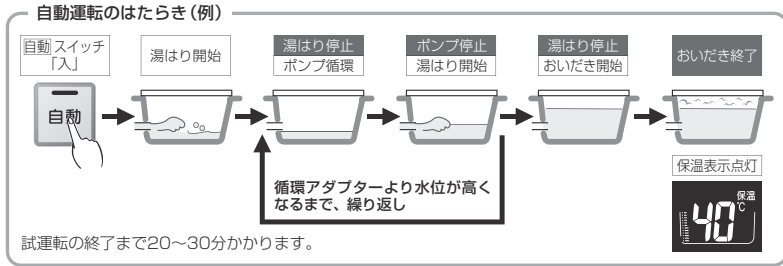 自動運転のはたらき(例)
自動スイッチ
「入」
湯はり開始
湯はり停止
ポンプ循環
ポンプ停止
湯はり開始
湯はり停止
おいだき開始
おいだき終了
自動
循環アダプターより水位が高く
なるまで、繰り返し
保温表示点灯
保温
40℃
試運転の終了まで20～30分かかります。